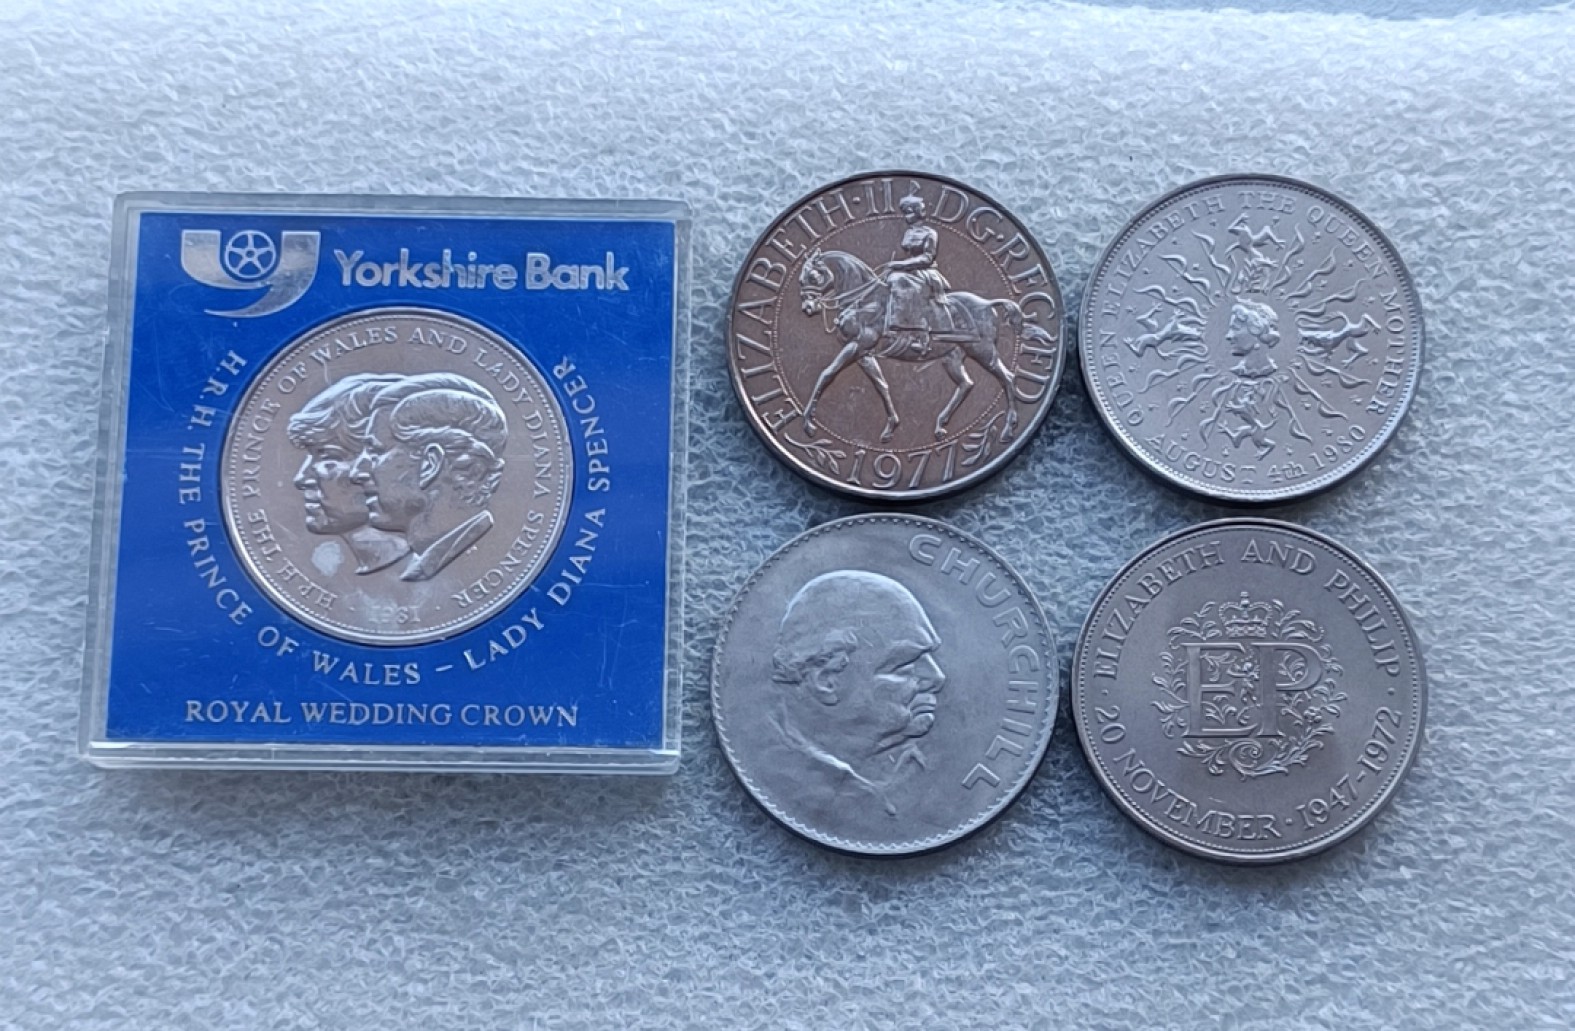 Yorkshire Bank
H.R.H. THE PRINCE OF WALES – LADY DIANA SPENCER
H.R.H. THE PRINCE OF WALES AND LADY DIANA SPENCER
· 1981 ·
ROYAL WEDDING CROWN
ELIZABETH·II D·G·REG·F·D
1977
QUEEN ELIZABETH THE QUEEN MOTHER
AUGUST 4th 1980
CHURCHILL
ELIZABETH AND PHILIP
EP
· 20 NOVEMBER · 1947-1972 ·